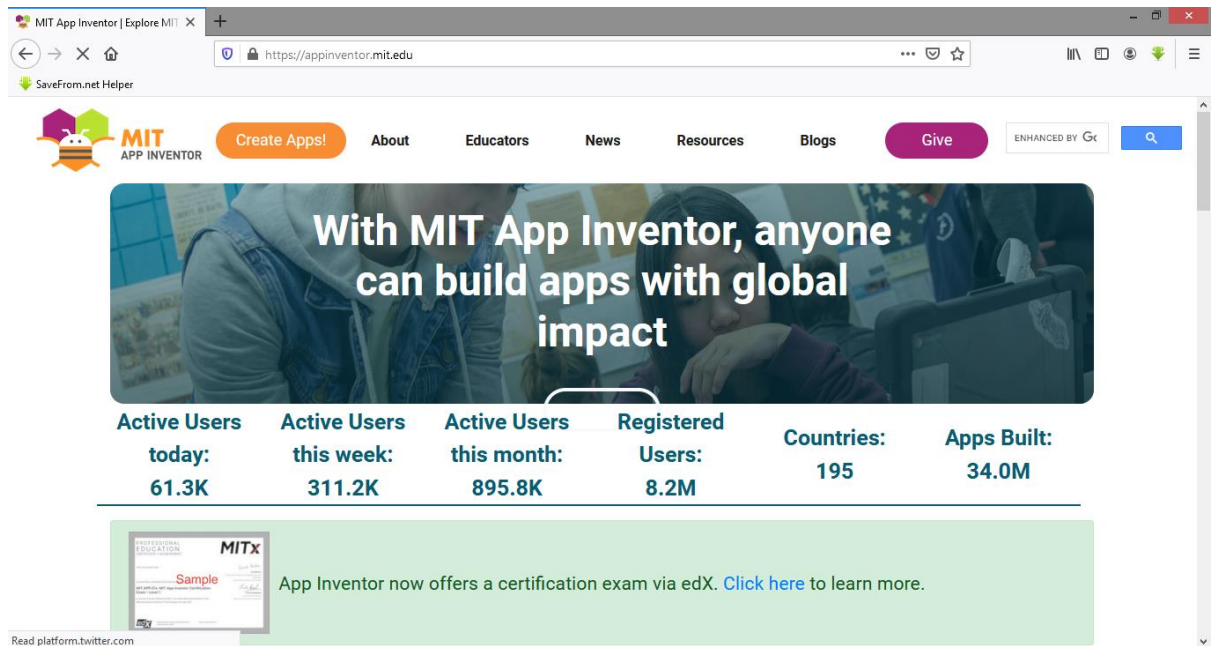 MIT App Inventor | Explore MIT
https://appinventor.mit.edu
SaveFrom.net Helper
MIT
APP INVENTOR
Create Apps!
About
Educators
News
Resources
Blogs
Give
ENHANCED BY
With MIT App Inventor, anyone
can build apps with global
impact
Active Users
today:
61.3K
Active Users
this week:
311.2K
Active Users
this month:
895.8K
Registered
Users:
8.2M
Countries:
195
Apps Built:
34.0M
PROFESSIONAL
EDUCATION
MITx
Sample
App Inventor now offers a certification exam via edX. Click here to learn more.
Read platform.twitter.com